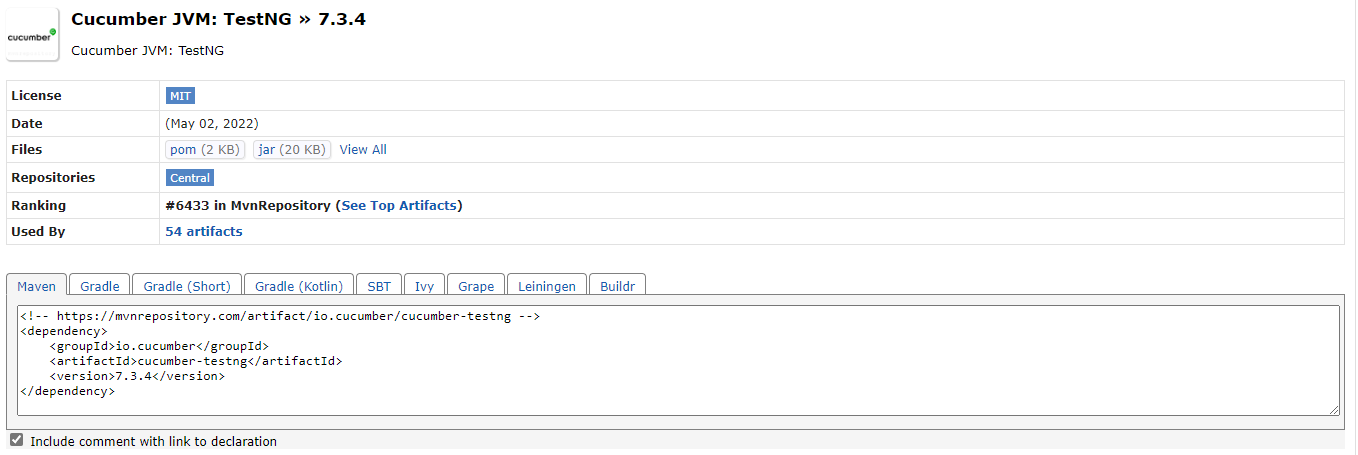 cucumber
Cucumber JVM: TestNG » 7.3.4
Cucumber JVM: TestNG
License MIT
Date (May 02, 2022)
Files pom (2 KB) jar (20 KB) View All
Repositories Central
Ranking #6433 in MvnRepository (See Top Artifacts)
Used By 54 artifacts
Maven Gradle Gradle (Short) Gradle (Kotlin) SBT Ivy Grape Leiningen Buildr
<!-- https://mvnrepository.com/artifact/io.cucumber/cucumber-testng -->
<dependency>
    <groupId>io.cucumber</groupId>
    <artifactId>cucumber-testng</artifactId>
    <version>7.3.4</version>
</dependency>
Include comment with link to declaration